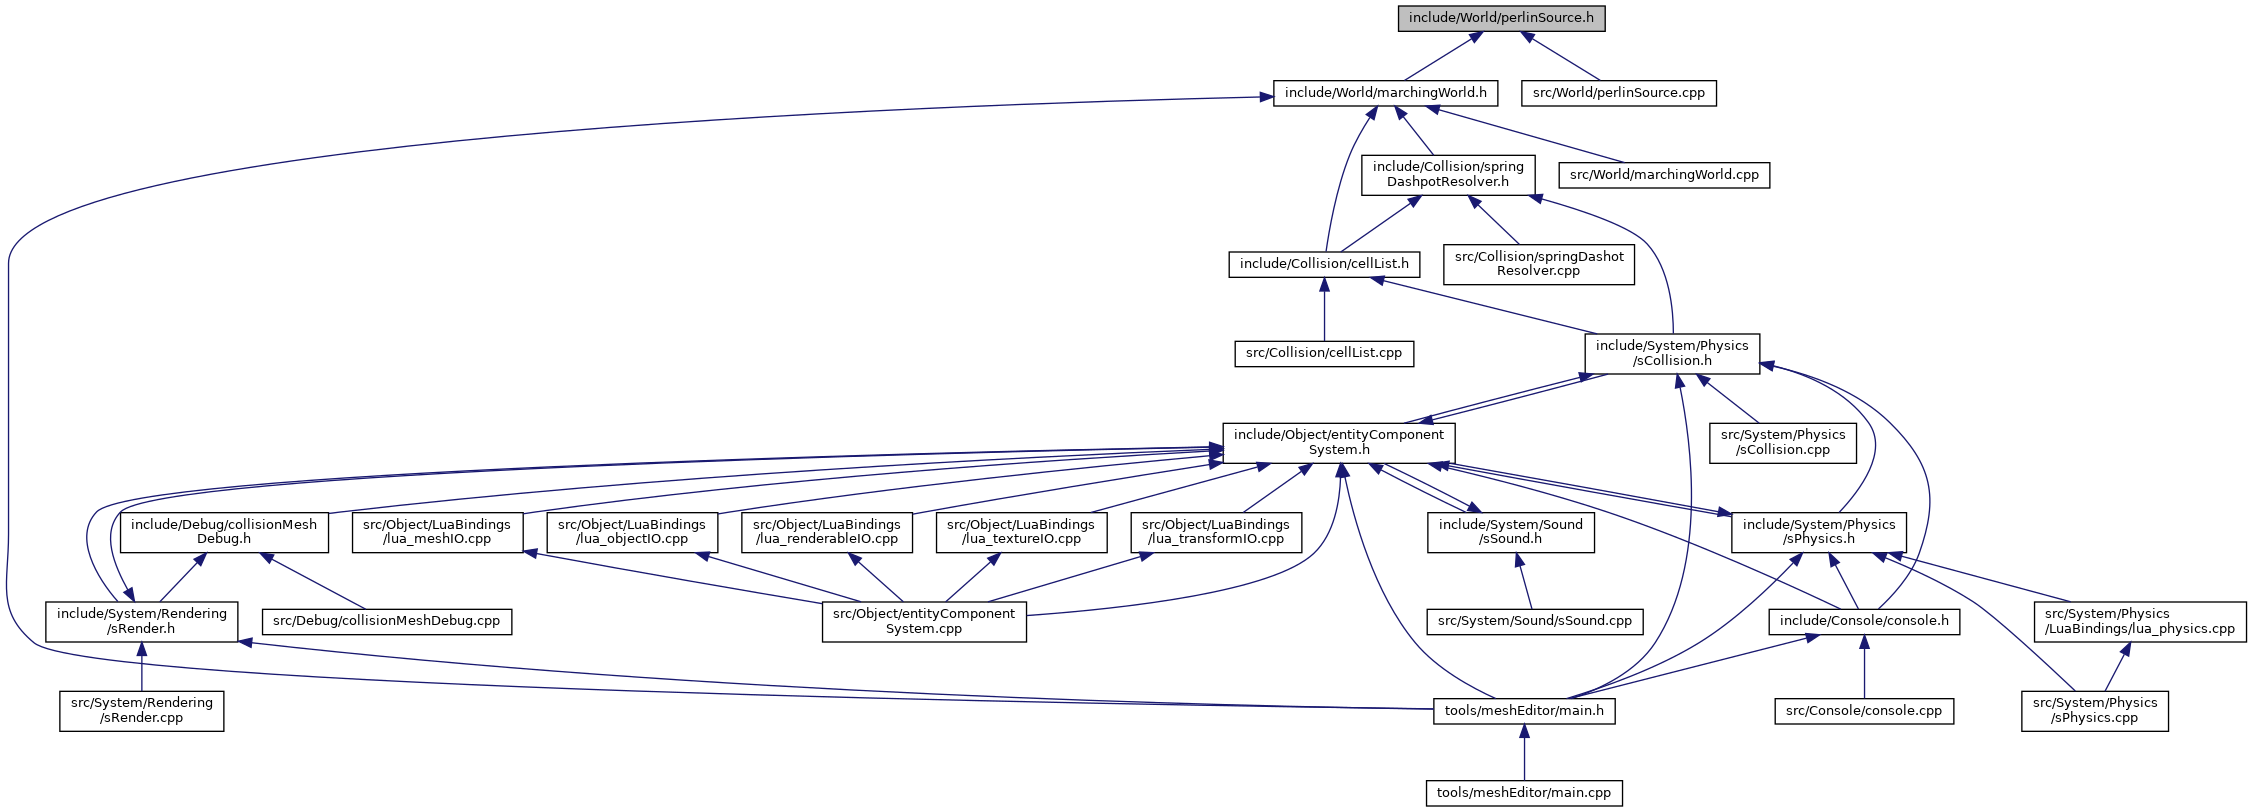 include/World/perlinSource.h
include/World/marchingWorld.h
src/World/perlinSource.cpp
include/Collision/spring
DashpotResolver.h
src/World/marchingWorld.cpp
include/Collision/cellList.h
src/Collision/springDashot
Resolver.cpp
src/Collision/cellList.cpp
include/System/Physics
/sCollision.h
include/Object/entityComponent
System.h
src/System/Physics
/sCollision.cpp
include/Debug/collisionMesh
Debug.h
src/Object/LuaBindings
/lua_meshIO.cpp
src/Object/LuaBindings
/lua_objectIO.cpp
src/Object/LuaBindings
/lua_renderableIO.cpp
src/Object/LuaBindings
/lua_textureIO.cpp
src/Object/LuaBindings
/lua_transformIO.cpp
include/System/Sound
/sSound.h
include/System/Physics
/sPhysics.h
include/System/Rendering
/sRender.h
src/Debug/collisionMeshDebug.cpp
src/Object/entityComponent
System.cpp
src/System/Sound/sSound.cpp
include/Console/console.h
src/System/Physics
/LuaBindings/lua_physics.cpp
src/System/Rendering
/sRender.cpp
tools/meshEditor/main.h
src/Console/console.cpp
src/System/Physics
/sPhysics.cpp
tools/meshEditor/main.cpp